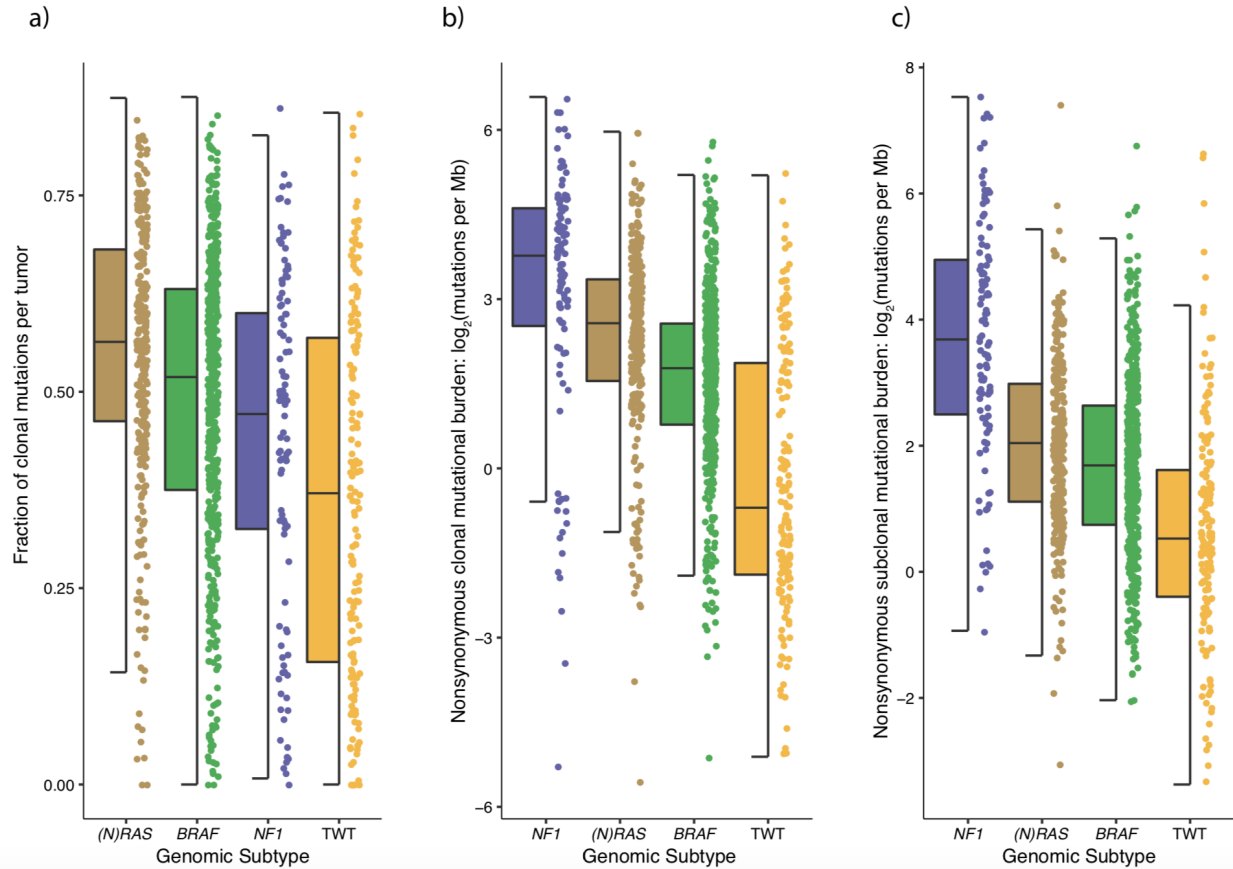 a)
Fraction of clonal mutaions per tumor
0.75
0.50
0.25
0.00
(N)RAS BRAF NF1 TWT
Genomic Subtype
b)
Nonsynonymous clonal mutational burden: log2(mutations per Mb)
6
3
0
−3
−6
NF1 (N)RAS BRAF TWT
Genomic Subtype
c)
Nonsynonymous subclonal mutational burden: log2(mutations per Mb)
8
6
4
2
0
−2
NF1 (N)RAS BRAF TWT
Genomic Subtype